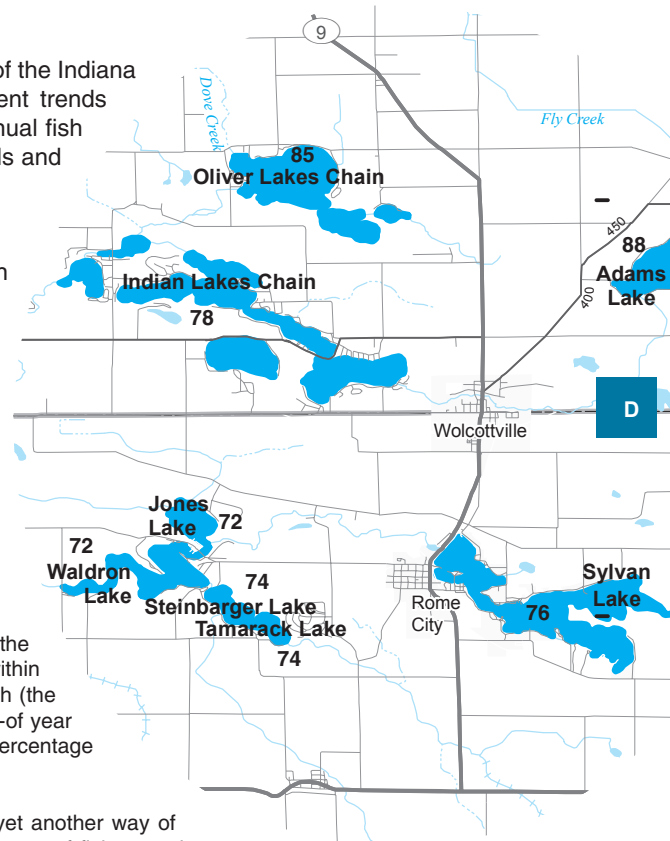 9
of the Indiana
ent trends
nual fish
ls and
Dove Creek
Fly Creek
85
Oliver Lakes Chain
450
88
Adams
Lake
400
n
Indian Lakes Chain
78
D
Wolcottville
Jones
Lake
72
72
Waldron
Lake
74
Steinbarger Lake
Tamarack Lake
74
Rome
City
Sylvan
Lake
76
the
vithin
h (the
-of year
ercentage
yet another way of